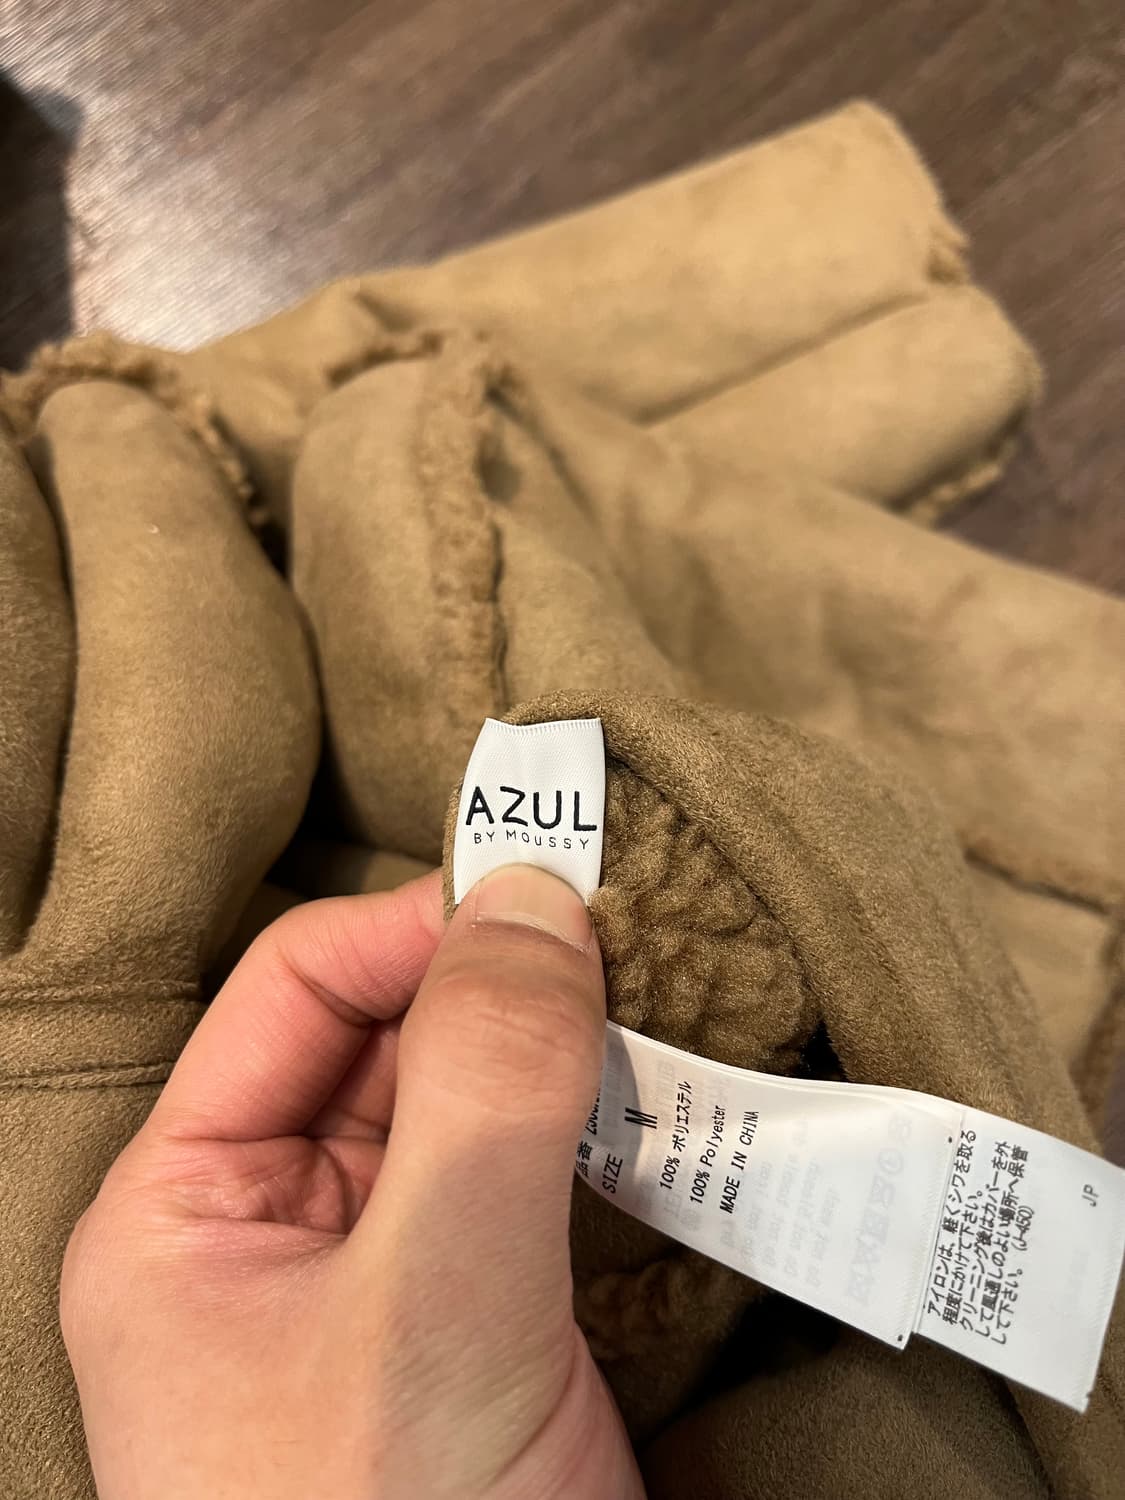 AZUL
BY MOUSSY
品番
SIZE M
100% ポリエステル
100% Polyester
MADE IN CHINA
アイロンは、軽くシワを取る
程度にかけて下さい。
クリーニング後はカバーを外
して風通しのよい場所へ保管
して下さい。 (J-450)
JP